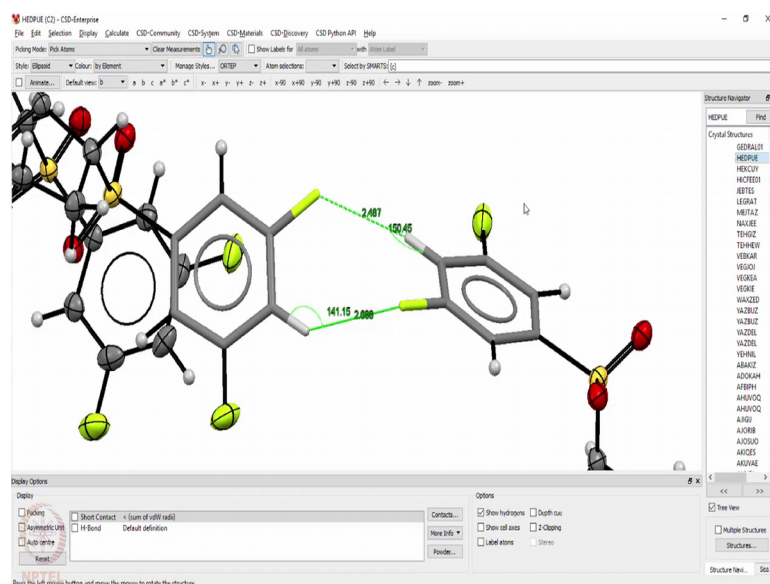 HEDPUE (C2) - CSD-Enterprise
File Edit Selection Display Calculate CSD-Community CSD-System CSD-Materials CSD-Discovery CSD Python API Help
Picking Mode: Pick Atoms Clear Measurements Show Labels for All atoms with Atom Label
Style: Ellipsoid Colour: by Element Manage Styles... ORTEP Atom selections: Select by SMARTS: [c]
Animate... Default view: b a b c a* b* c* x- x+ y- y+ z- z+ x-90 x+90 y-90 y+90 z-90 z+90 ← → ↓ ↑ zoom- zoom+
Structure Navigator
HEDPUE Find
Crystal Structures
GEDRAL01
HEDPUE
HEKCUY
HICFEE01
JEBTES
LEGRAT
MEJTAZ
NAXJEE
TEHGIZ
TEHHEW
VEBKAR
VEGJOJ
VEGKEA
VEGKIE
WAXZED
YAZBUZ
YAZBUZ
YAZDEL
YAZDEL
YEHNIL
ABAKIZ
ADOKAH
AFBIPH
AHUVOQ
AHUVOQ
AJIGIJ
AJORIB
AJOSUO
AKICES
AKUVAE
<< >>
Tree View
Multiple Structures
Structures...
Structure Navi...
2.487
150.45
141.15 2.686
Display Options
Display
Packing
Asymmetric Unit
Auto centre
Reset
Short Contact < (sum of vdW radii)
H-Bond Default definition
Contacts...
More Info
Powder...
Options
Show hydrogens Depth cue
Show cell axes Z-Clipping
Label atoms Stereo
NPTEL